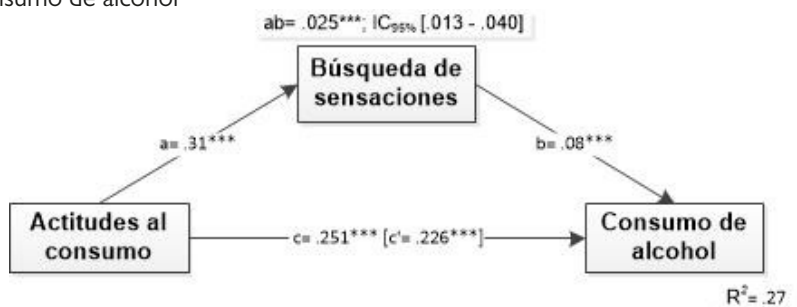 nsumo de alcohol
ab= .025***; IC95% [.013 - .040]
Búsqueda de
sensaciones
a= .31***
b= .08***
Actitudes al
consumo
c= .251*** [c'= .226***]
Consumo de
alcohol
R²= .27